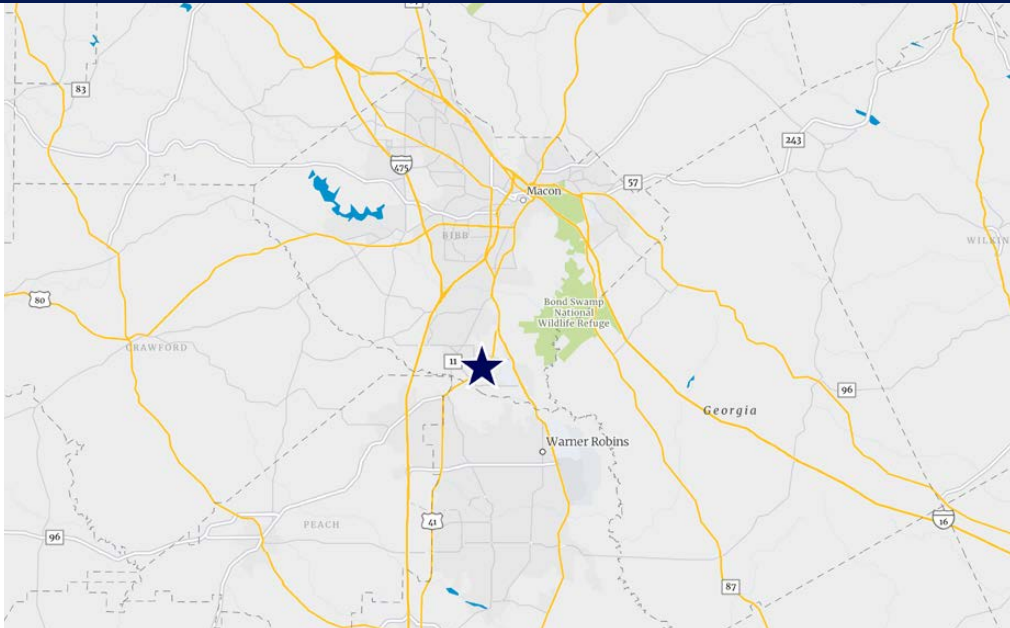 83
243
475
57
Macon
BIBB
WILKIN
80
Bond Swamp
National
Wildlife Refuge
CRAWFORD
11
96
Georgia
Warner Robins
41
PEACH
96
16
87